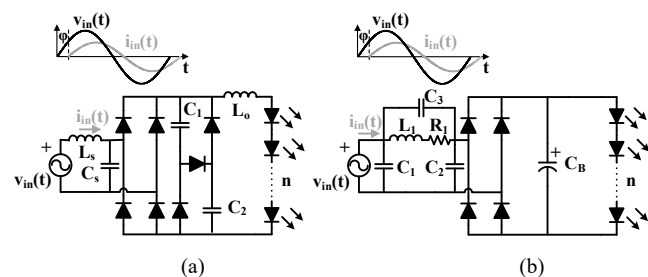 v_in(t)
φ
i_in(t)
t
i_in(t)
+
L_s
C_s
v_in(t)
C_1
L_o
C_2
n
(a)
v_in(t)
φ
i_in(t)
t
i_in(t)
+
v_in(t)
C_3
L_1
R_1
C_1
C_2
+
C_B
n
(b)